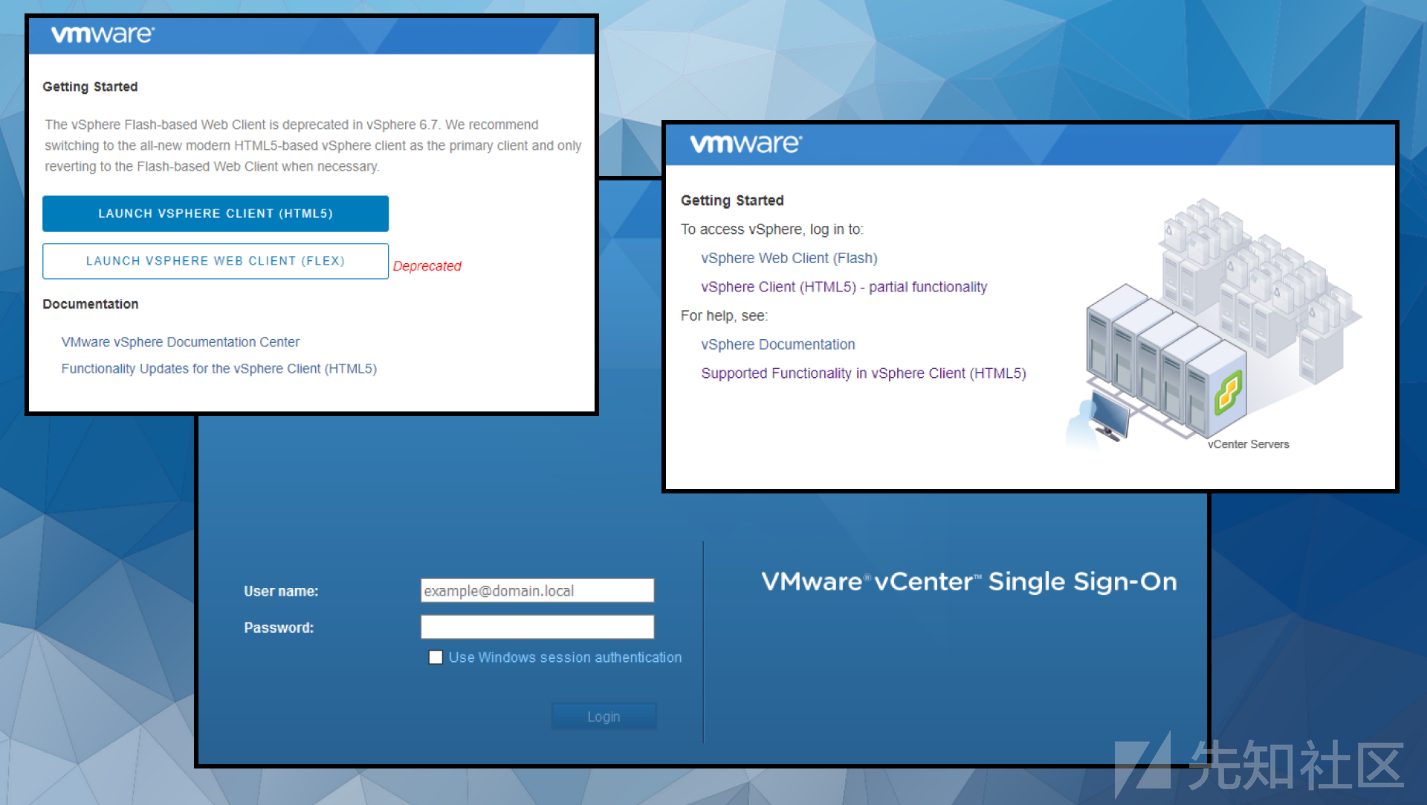 vmware®
Getting Started
The vSphere Flash-based Web Client is deprecated in vSphere 6.7. We recommend
switching to the all-new modern HTML5-based vSphere client as the primary client and only
reverting to the Flash-based Web Client when necessary.
LAUNCH VSPHERE CLIENT (HTML5)
LAUNCH VSPHERE WEB CLIENT (FLEX)
Deprecated
Documentation
VMware vSphere Documentation Center
Functionality Updates for the vSphere Client (HTML5)
vmware®
Getting Started
To access vSphere, log in to:
vSphere Web Client (Flash)
vSphere Client (HTML5) - partial functionality
For help, see:
vSphere Documentation
Supported Functionality in vSphere Client (HTML5)
vCenter Servers
User name:
example@domain.local
Password:
Use Windows session authentication
Login
VMware® vCenter™ Single Sign-On
先知社区